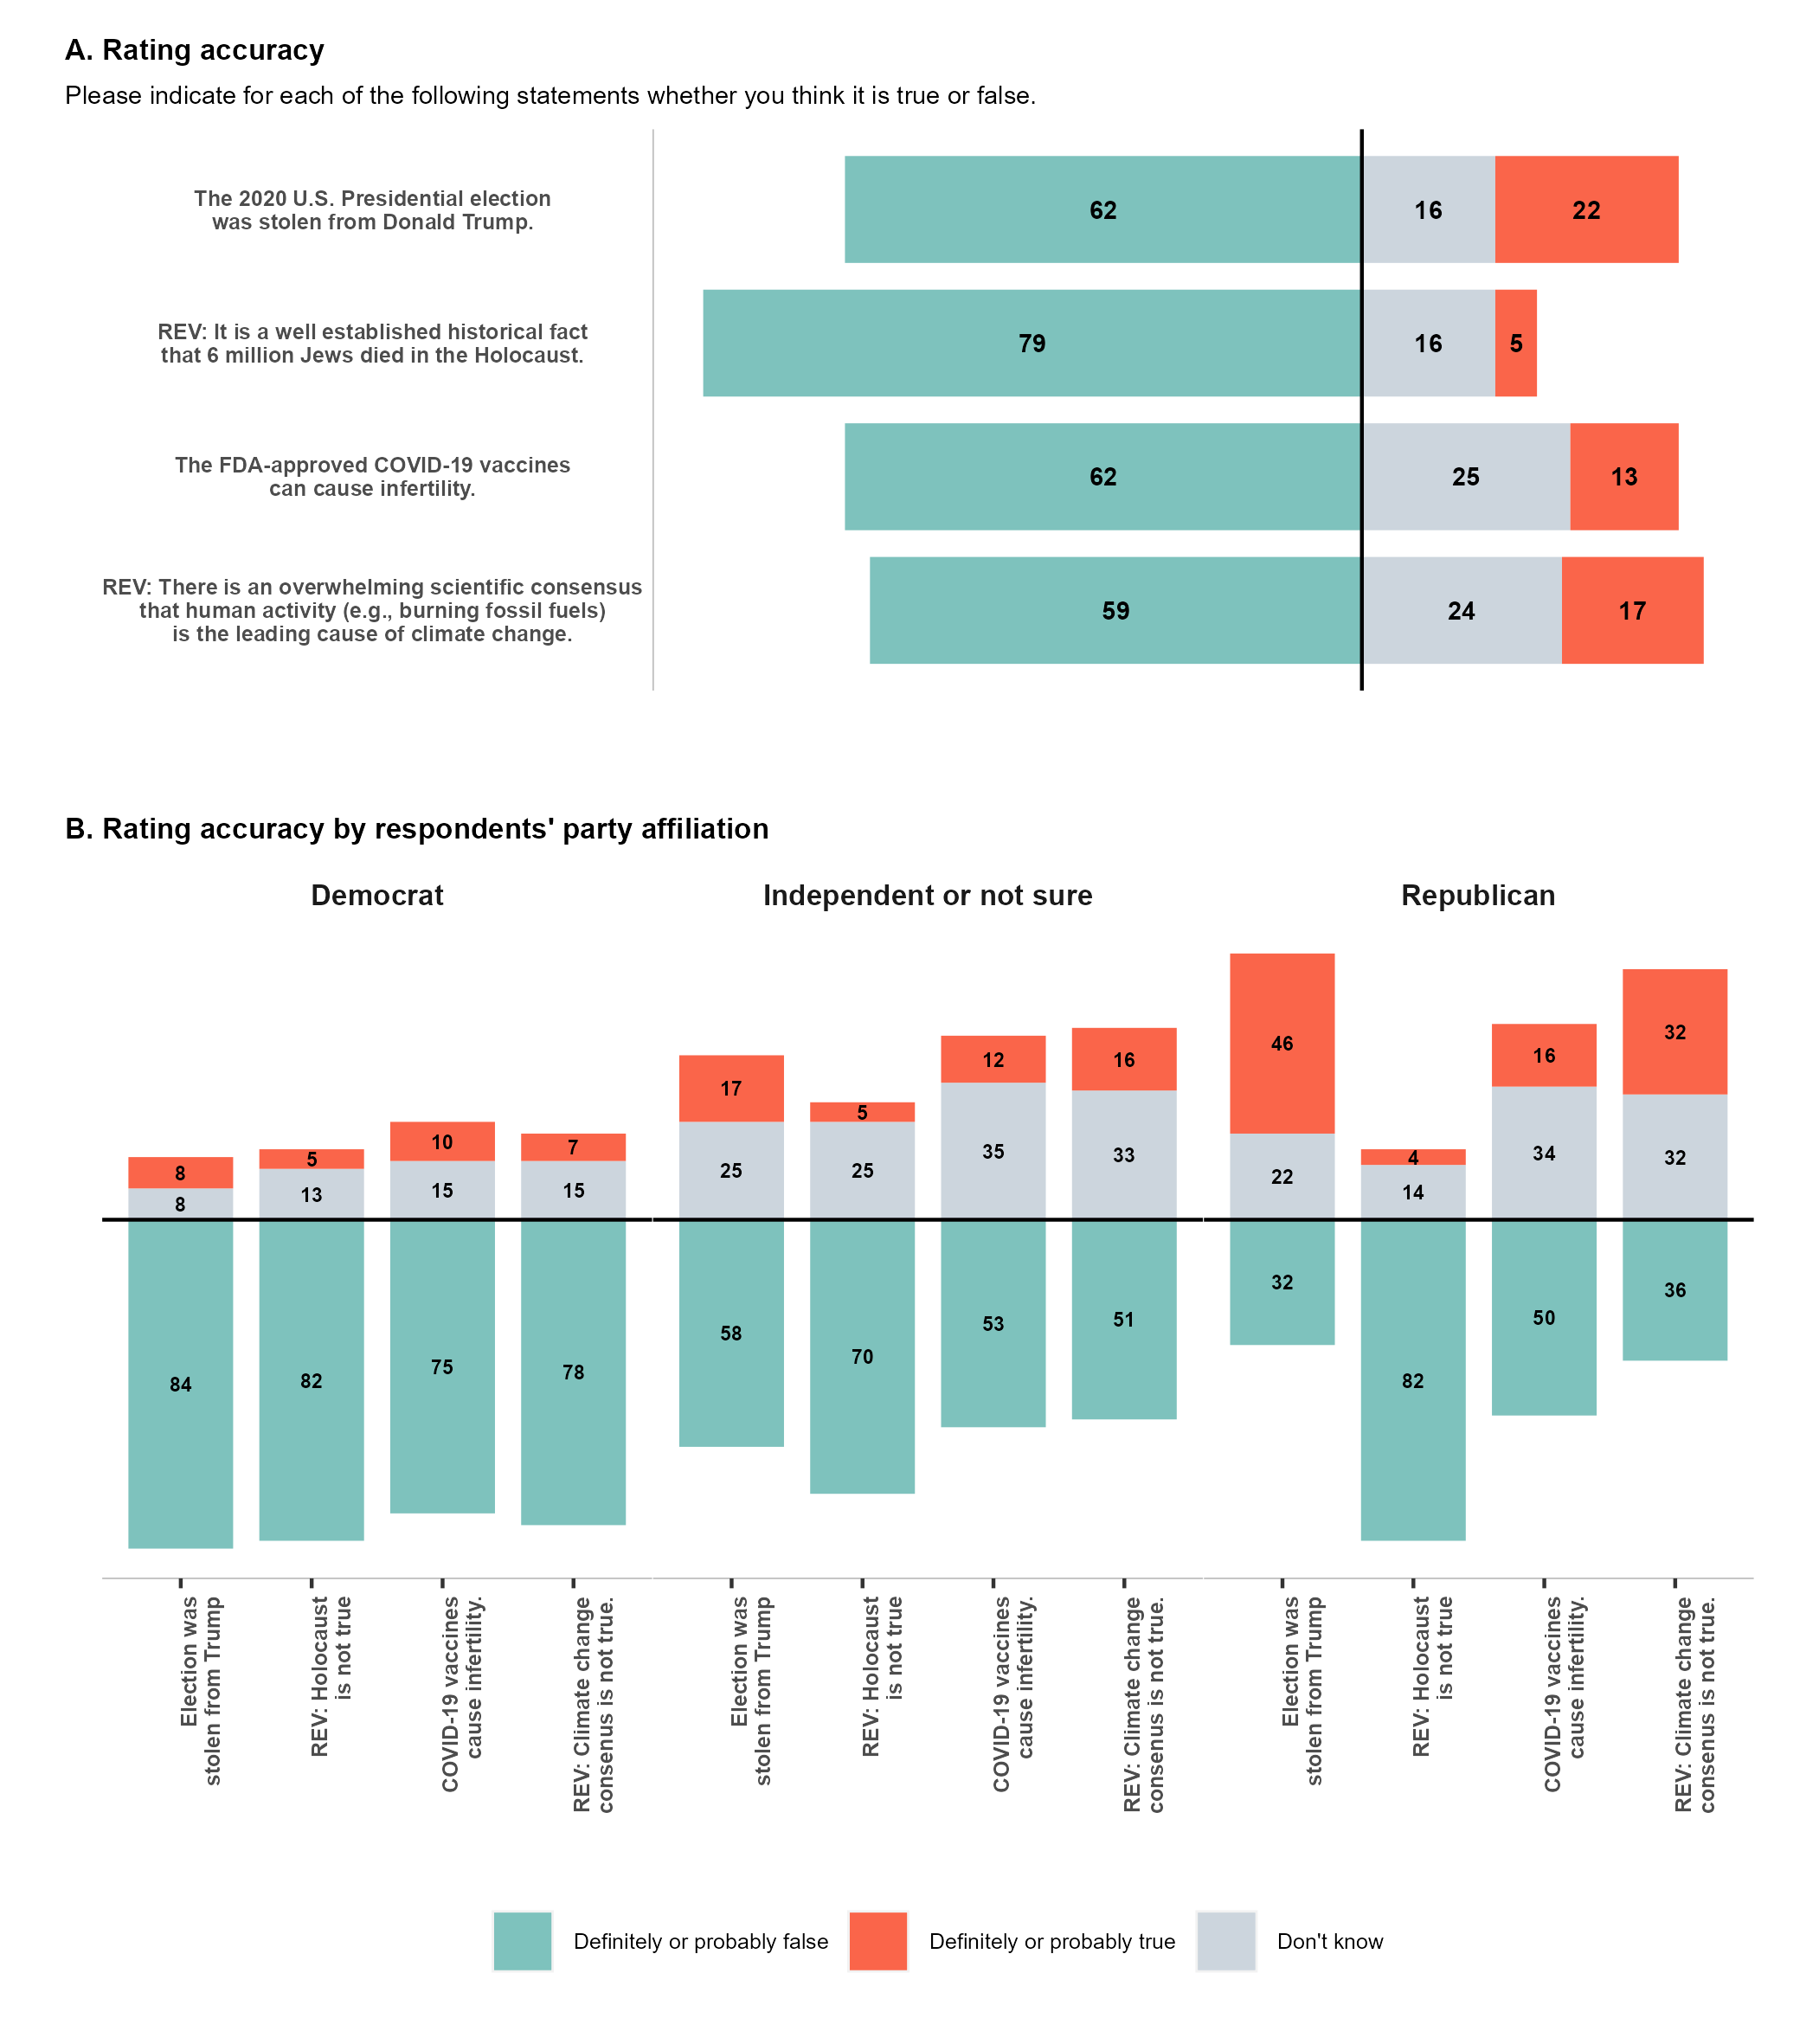 A. Rating accuracy
Please indicate for each of the following statements whether you think it is true or false.
The 2020 U.S. Presidential election
was stolen from Donald Trump.
62
16
22
REV: It is a well established historical fact
that 6 million Jews died in the Holocaust.
79
16
5
The FDA-approved COVID-19 vaccines
can cause infertility.
62
25
13
REV: There is an overwhelming scientific consensus
that human activity (e.g., burning fossil fuels)
is the leading cause of climate change.
59
24
17
B. Rating accuracy by respondents' party affiliation
Democrat
8
8
84
5
13
82
10
15
75
7
15
78
Election was
stolen from Trump
REV: Holocaust
is not true
COVID-19 vaccines
cause infertility.
REV: Climate change
consenus is not true.
Independent or not sure
17
25
58
5
25
70
12
35
53
16
33
51
Election was
stolen from Trump
REV: Holocaust
is not true
COVID-19 vaccines
cause infertility.
REV: Climate change
consenus is not true.
Republican
46
22
32
4
14
82
16
34
50
32
32
36
Election was
stolen from Trump
REV: Holocaust
is not true
COVID-19 vaccines
cause infertility.
REV: Climate change
consenus is not true.
Definitely or probably false
Definitely or probably true
Don't know